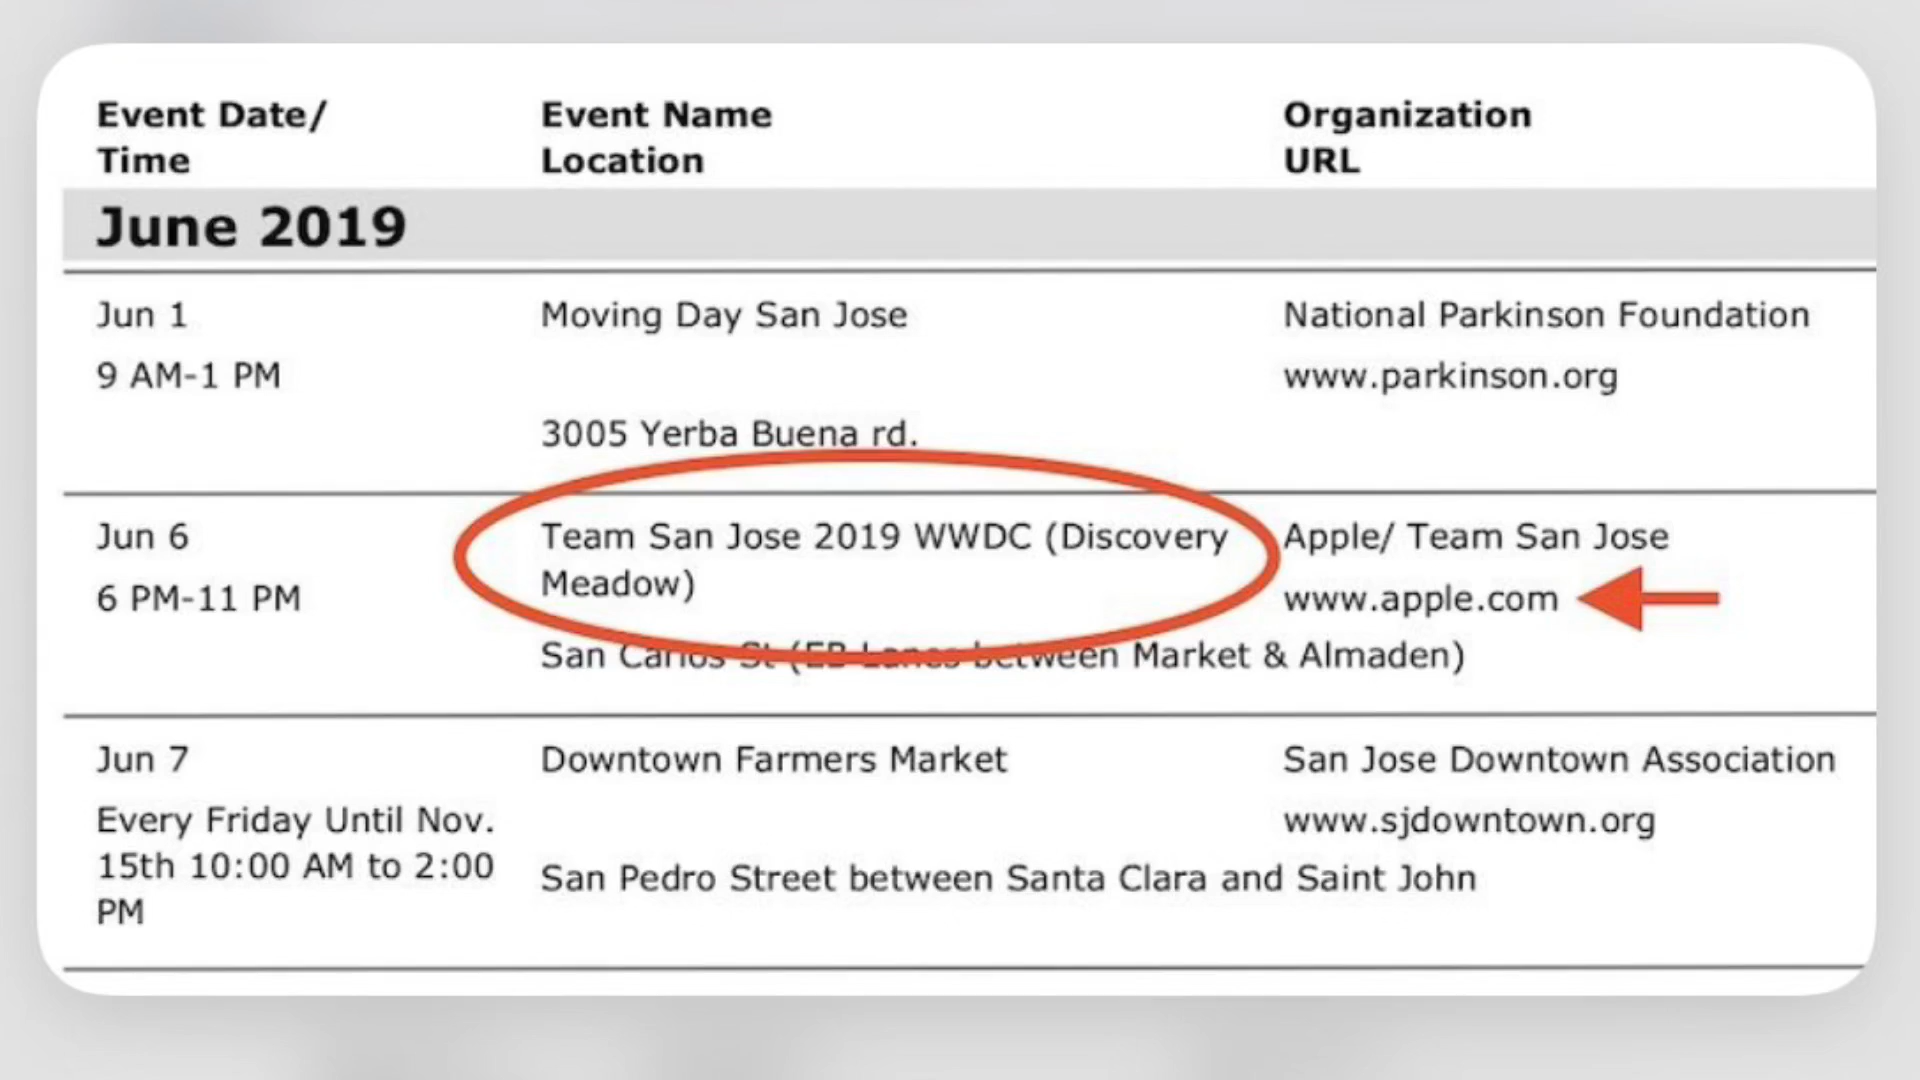 Event Date/
Time
Event Name
Location
Organization
URL
June 2019
Jun 1
Moving Day San Jose
National Parkinson Foundation
9 AM-1 PM
www.parkinson.org
3005 Yerba Buena rd.
Jun 6
Team San Jose 2019 WWDC (Discovery
Meadow)
Apple/ Team San Jose
6 PM-11 PM
www.apple.com
San Carlos St (EB Lanes between Market & Almaden)
Jun 7
Downtown Farmers Market
San Jose Downtown Association
Every Friday Until Nov.
15th 10:00 AM to 2:00
PM
www.sjdowntown.org
San Pedro Street between Santa Clara and Saint John